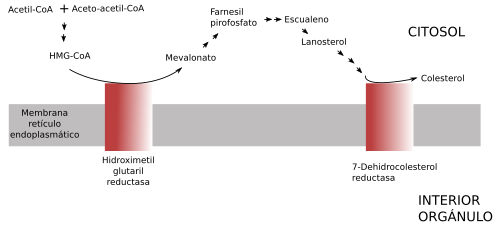 Acetil-CoA + Aceto-acetil-CoA
HMG-CoA
Mevalonato
Farnesil
pirofosfato
Escualeno
Lanosterol
Colesterol
CITOSOL
Membrana
retículo
endoplasmático
Hidroximetil
glutaril
reductasa
7-Dehidrocolesterol
reductasa
INTERIOR
ORGÁNULO